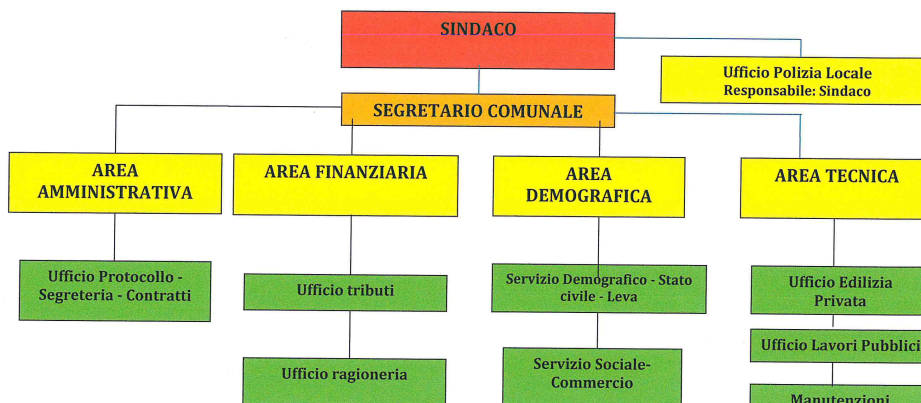 SINDACO
Ufficio Polizia Locale
Responsabile: Sindaco
SEGRETARIO COMUNALE
AREA
AMMINISTRATIVA
AREA FINANZIARIA
AREA
DEMOGRAFICA
AREA TECNICA
Ufficio Protocollo -
Segreteria - Contratti
Ufficio tributi
Servizio Demografico - Stato
civile - Leva
Ufficio Edilizia
Privata
Ufficio Lavori Pubblici
Ufficio ragioneria
Servizio Sociale-
Commercio
Manutenzioni